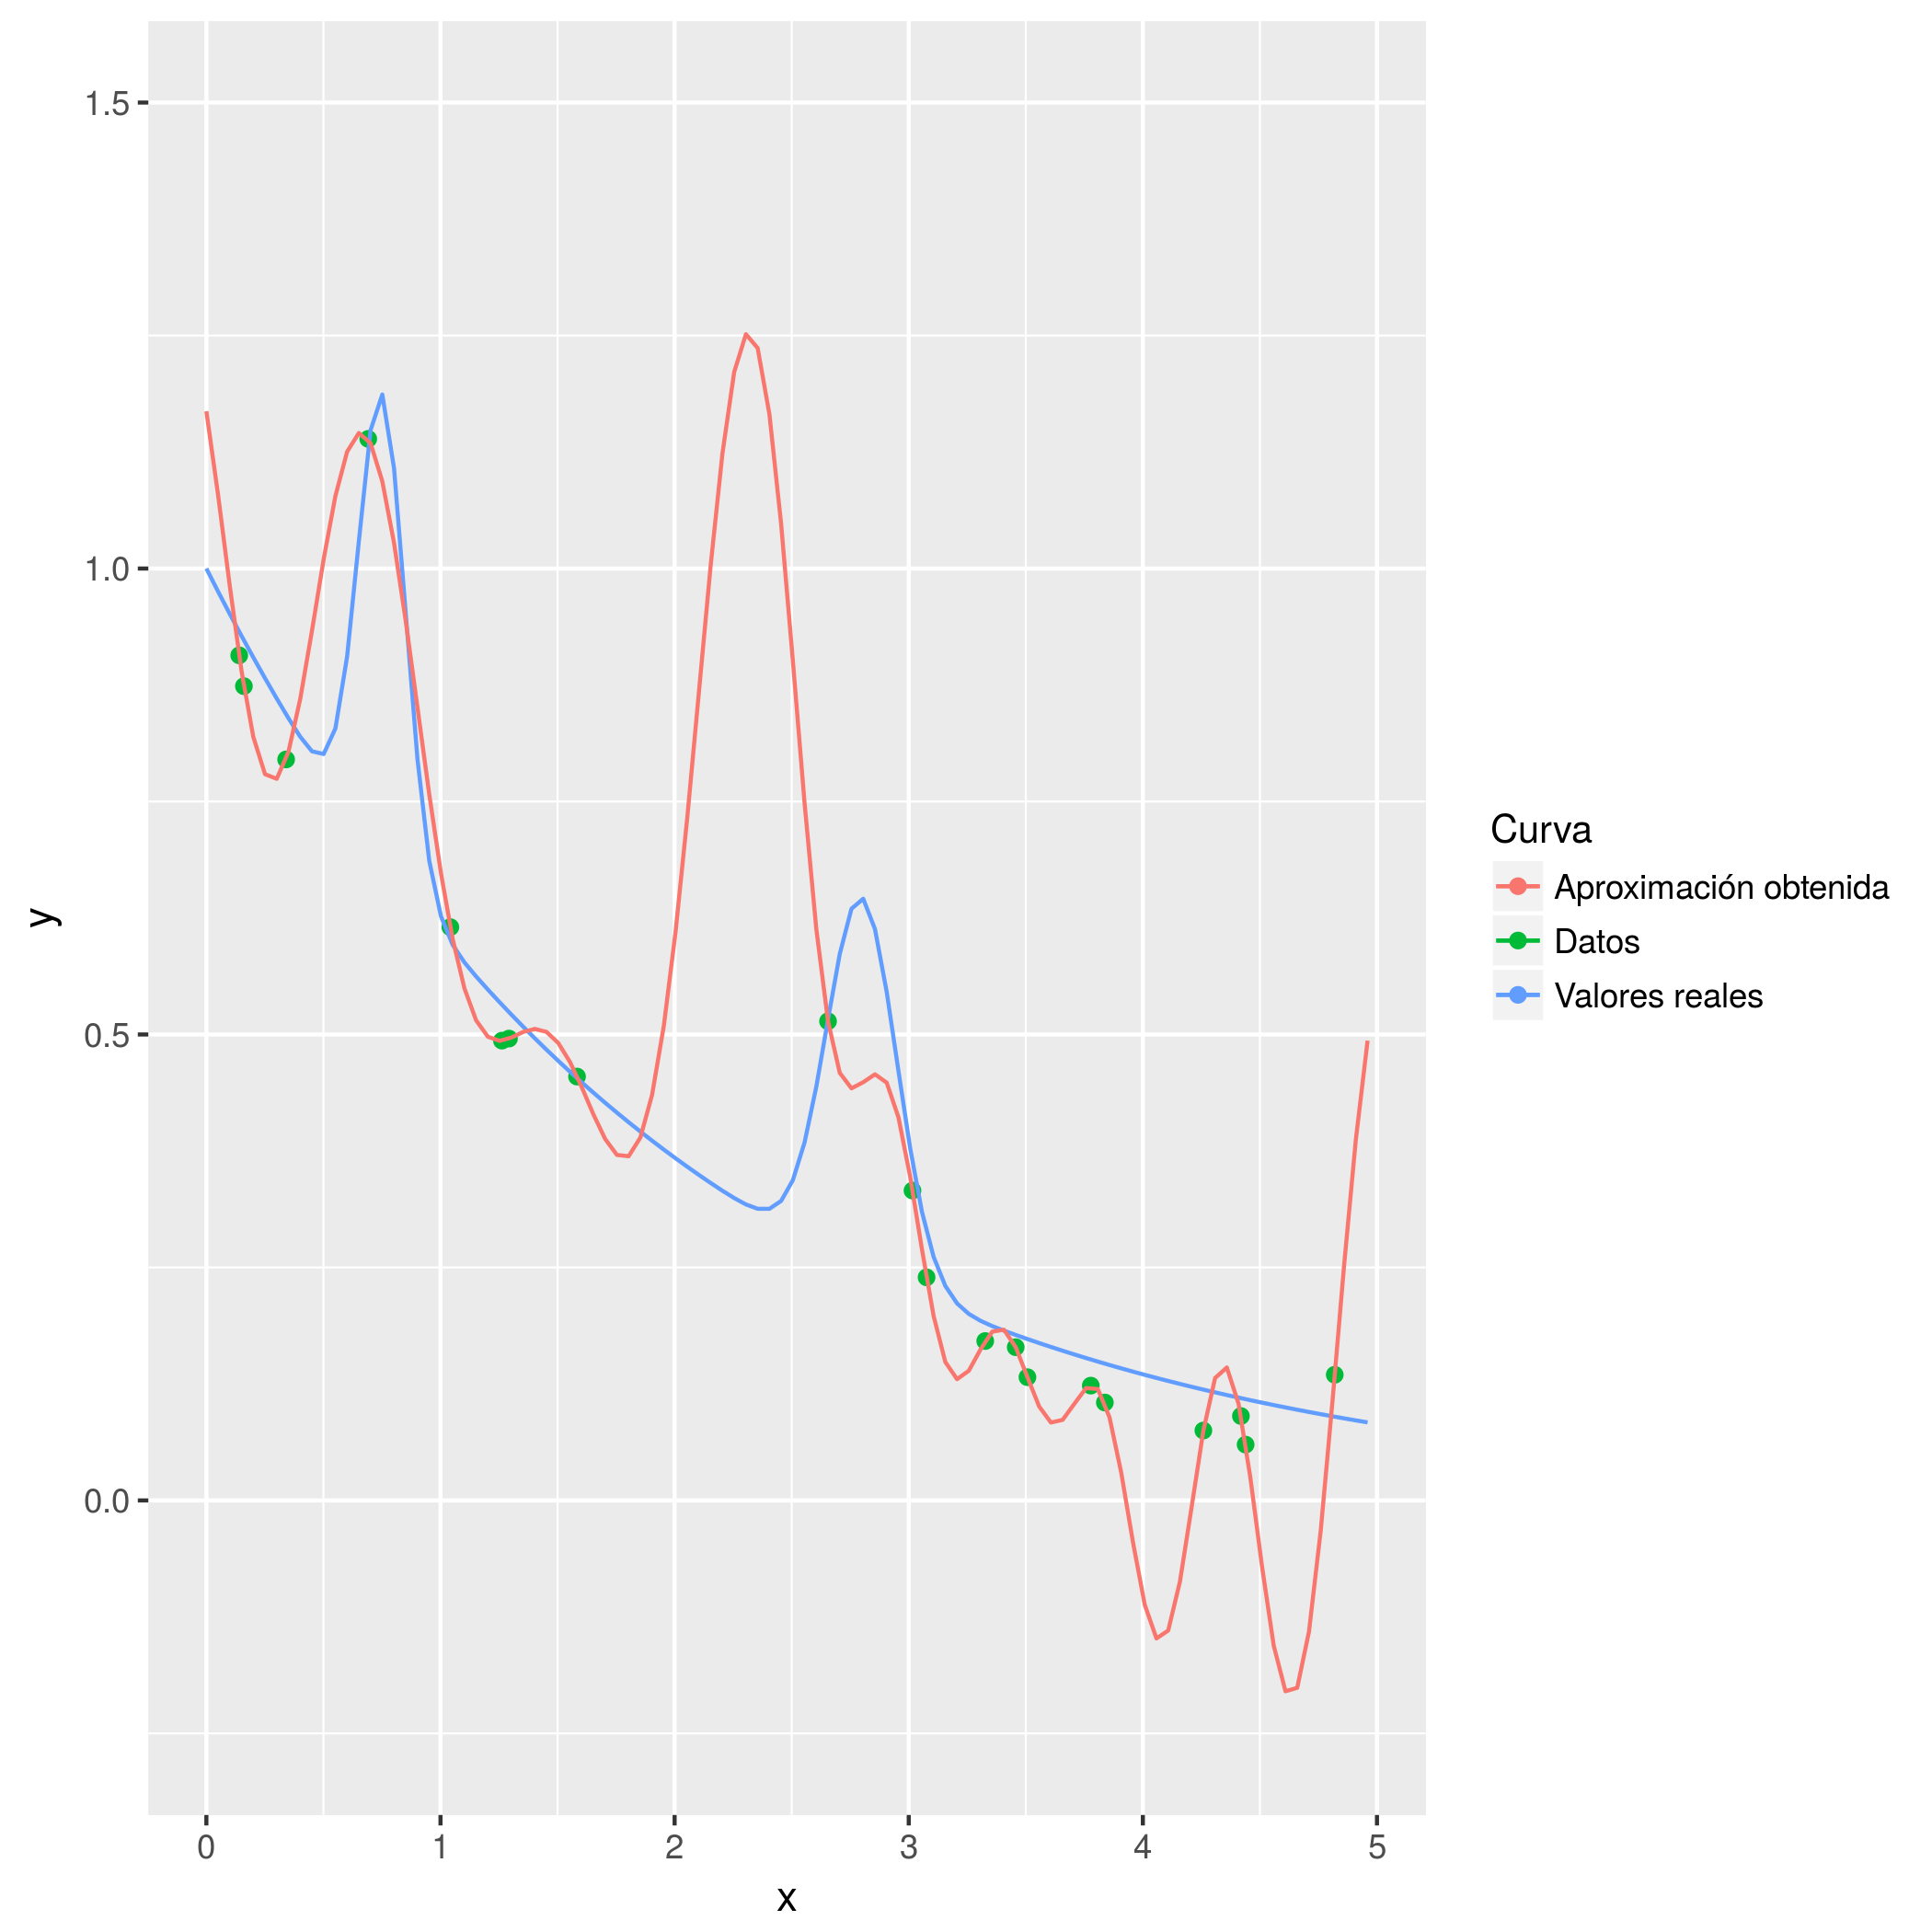 1.5
1.0
0.5
0.0
y
0
1
2
3
4
5
x
Curva
Aproximación obtenida
Datos
Valores reales